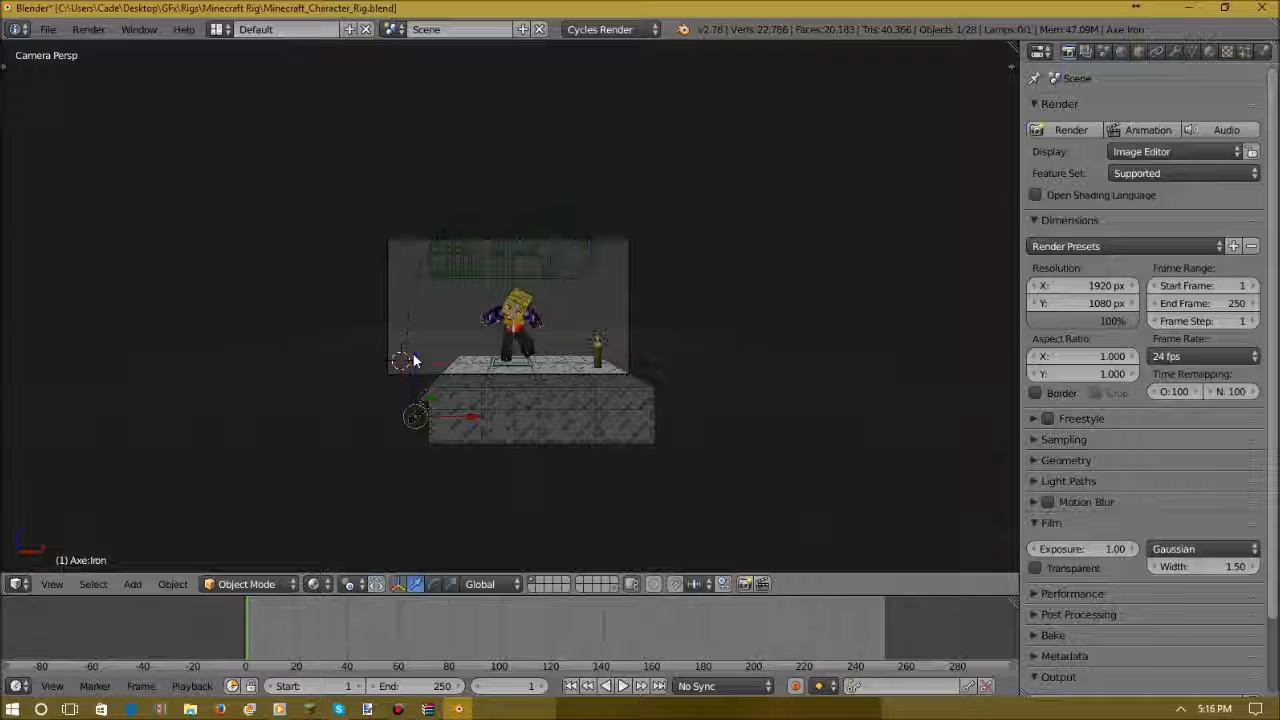 Blender* [C:\Users\Cade\Desktop\GFx\Rigs\Minecraft Rig\Minecraft_Character_Rig.blend]
File Render Window Help Default Scene Cycles Render v2.78 | Verts:22,786 | Faces:20,183 | Tris:40,366 | Objects:1/28 | Lamps:0/1 | Mem:47.09M | Axe:Iron
Camera Persp
Scene
Render
Render Animation Audio
Display: Image Editor
Feature Set: Supported
Open Shading Language
Dimensions
Render Presets
Resolution: Frame Range:
X: 1920 px Start Frame: 1
Y: 1080 px End Frame: 250
100% Frame Step: 1
Aspect Ratio: Frame Rate:
X: 1.000 24 fps
Y: 1.000 Time Remapping:
Border Crop O:100 N: 100
Freestyle
Sampling
Geometry
Light Paths
Motion Blur
Film
Exposure: 1.00 Gaussian
Transparent Width: 1.50
Performance
Post Processing
Bake
Metadata
Output
(1) Axe:Iron
View Select Add Object Object Mode Global
-80 -60 -40 -20 0 20 40 60 80 100 120 140 160 180 200 220 240 260 280
View Marker Frame Playback Start: 1 End: 250 1 No Sync
5:16 PM